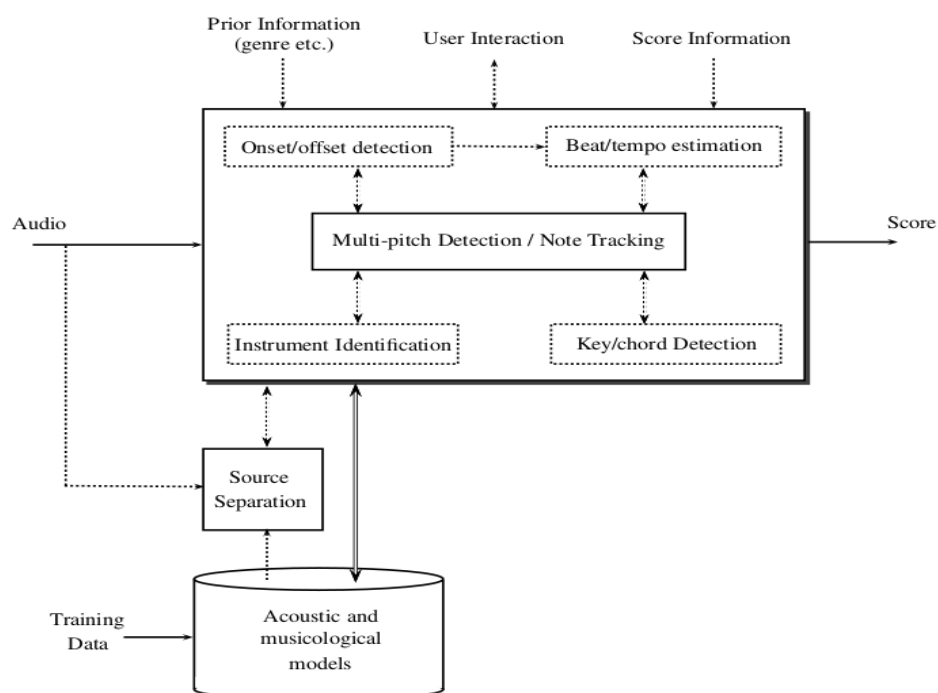 Prior Information
(genre etc.)
User Interaction
Score Information
Onset/offset detection
Beat/tempo estimation
Audio
Multi-pitch Detection / Note Tracking
Score
Instrument Identification
Key/chord Detection
Source
Separation
Training
Data
Acoustic and
musicological
models